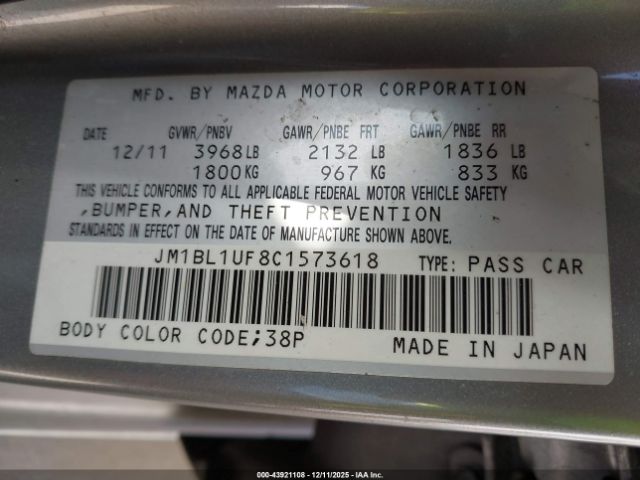 MFD. BY MAZDA MOTOR CORPORATION
DATE GVWR/PNBV GAWR/PNBE FRT GAWR/PNBE RR
12/11 3968 LB 2132 LB 1836 LB
1800 KG 967 KG 833 KG
THIS VEHICLE CONFORMS TO ALL APPLICABLE FEDERAL MOTOR VEHICLE SAFETY
,BUMPER,AND THEFT PREVENTION
STANDARDS IN EFFECT ON THE DATE OF MANUFACTURE SHOWN ABOVE.
JM1BL1UF8C1573618 TYPE: PASS CAR
BODY COLOR CODE;38P MADE IN JAPAN
000-43921108 - 12/11/2025 - IAAI, Inc.